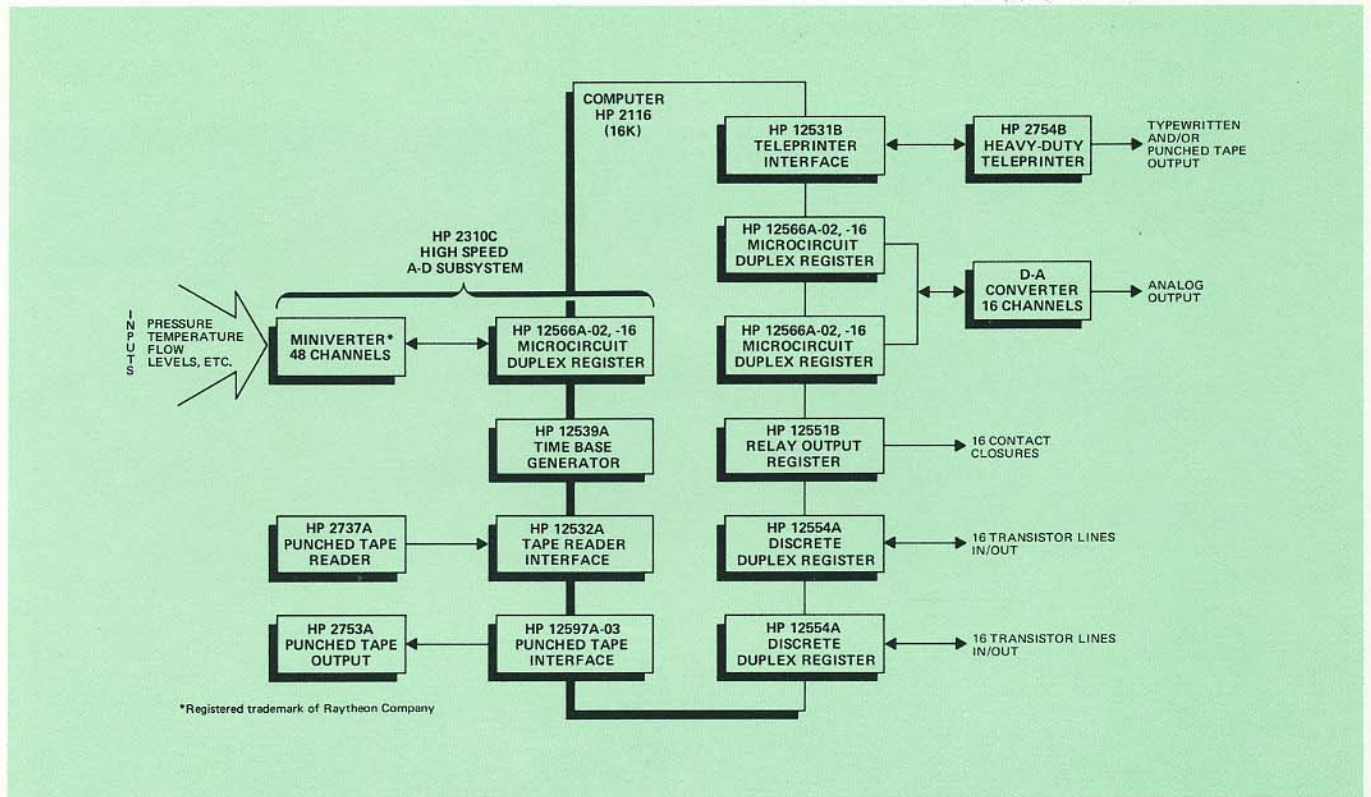 COMPUTER
HP 2116
(16K)
HP 12531B
TELEPRINTER
INTERFACE
HP 2754B
HEAVY-DUTY
TELEPRINTER
TYPEWRITTEN
AND/OR
PUNCHED TAPE
OUTPUT
HP 2310C
HIGH SPEED
A-D SUBSYSTEM
HP 12566A-02, -16
MICROCIRCUIT
DUPLEX REGISTER
D-A
CONVERTER
16 CHANNELS
ANALOG
OUTPUT
INPUTS
PRESSURE
TEMPERATURE
FLOW
LEVELS, ETC.
MINIVERTER*
48 CHANNELS
HP 12566A-02, -16
MICROCIRCUIT
DUPLEX REGISTER
HP 12566A-02, -16
MICROCIRCUIT
DUPLEX REGISTER
HP 12539A
TIME BASE
GENERATOR
HP 12551B
RELAY OUTPUT
REGISTER
16 CONTACT
CLOSURES
HP 2737A
PUNCHED TAPE
READER
HP 12532A
TAPE READER
INTERFACE
HP 12554A
DISCRETE
DUPLEX REGISTER
16 TRANSISTOR LINES
IN/OUT
HP 2753A
PUNCHED TAPE
OUTPUT
HP 12597A-03
PUNCHED TAPE
INTERFACE
HP 12554A
DISCRETE
DUPLEX REGISTER
16 TRANSISTOR LINES
IN/OUT
*Registered trademark of Raytheon Company